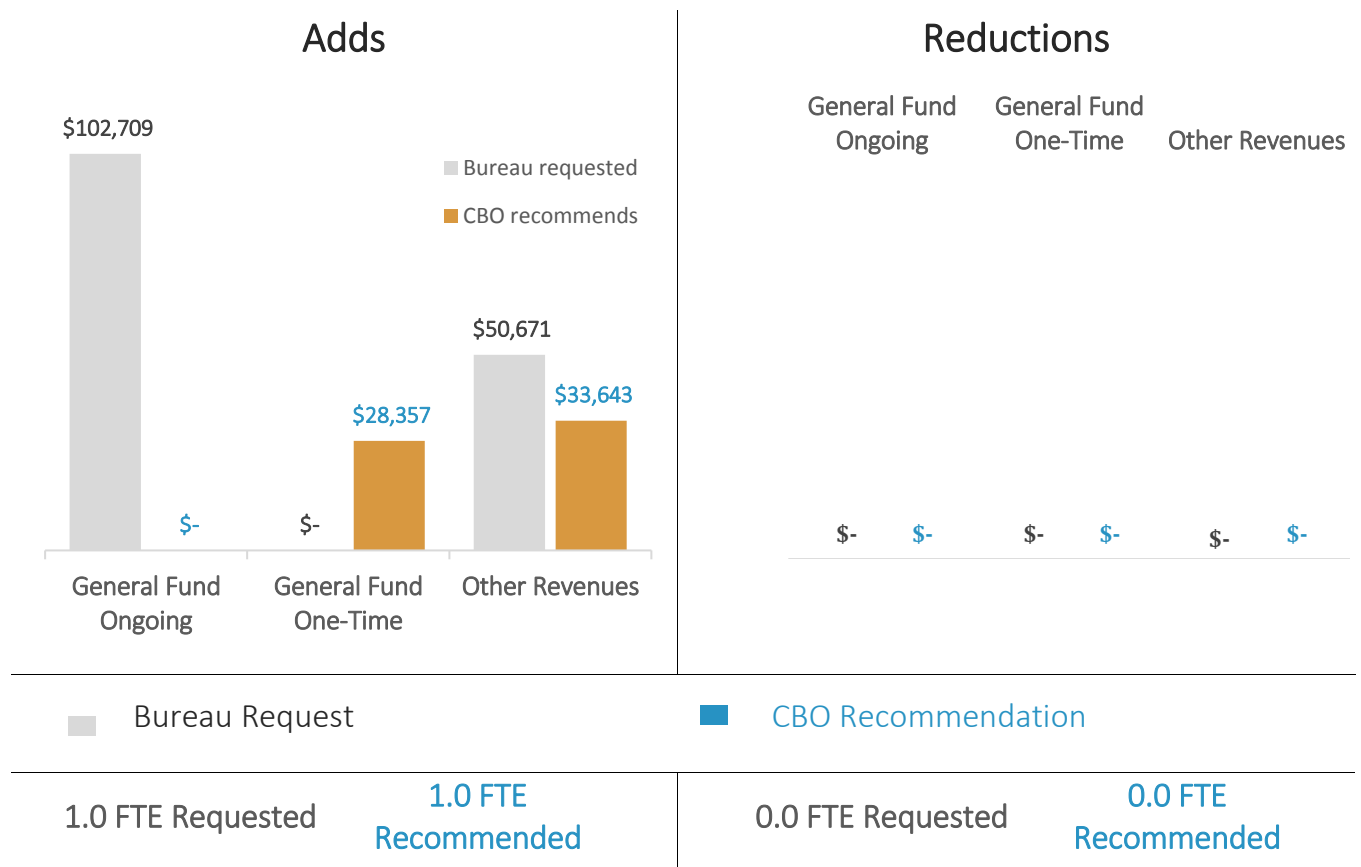 Adds
$102,709
Bureau requested
CBO recommends
$50,671
$33,643
$28,357
$-
$-
General Fund
Ongoing
General Fund
One-Time
Other Revenues
Reductions
General Fund
Ongoing
General Fund
One-Time
Other Revenues
$-
$-
$-
$-
$-
$-
Bureau Request
CBO Recommendation
1.0 FTE Requested
1.0 FTE
Recommended
0.0 FTE Requested
0.0 FTE
Recommended